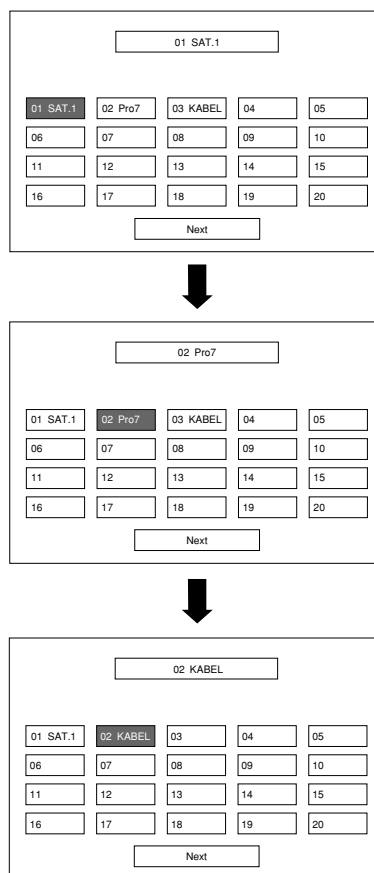 01 SAT.1
01 SAT.1 02 Pro7 03 KABEL 04 05
06 07 08 09 10
11 12 13 14 15
16 17 18 19 20
Next
02 Pro7
01 SAT.1 02 Pro7 03 KABEL 04 05
06 07 08 09 10
11 12 13 14 15
16 17 18 19 20
Next
02 KABEL
01 SAT.1 02 KABEL 03 04 05
06 07 08 09 10
11 12 13 14 15
16 17 18 19 20
Next